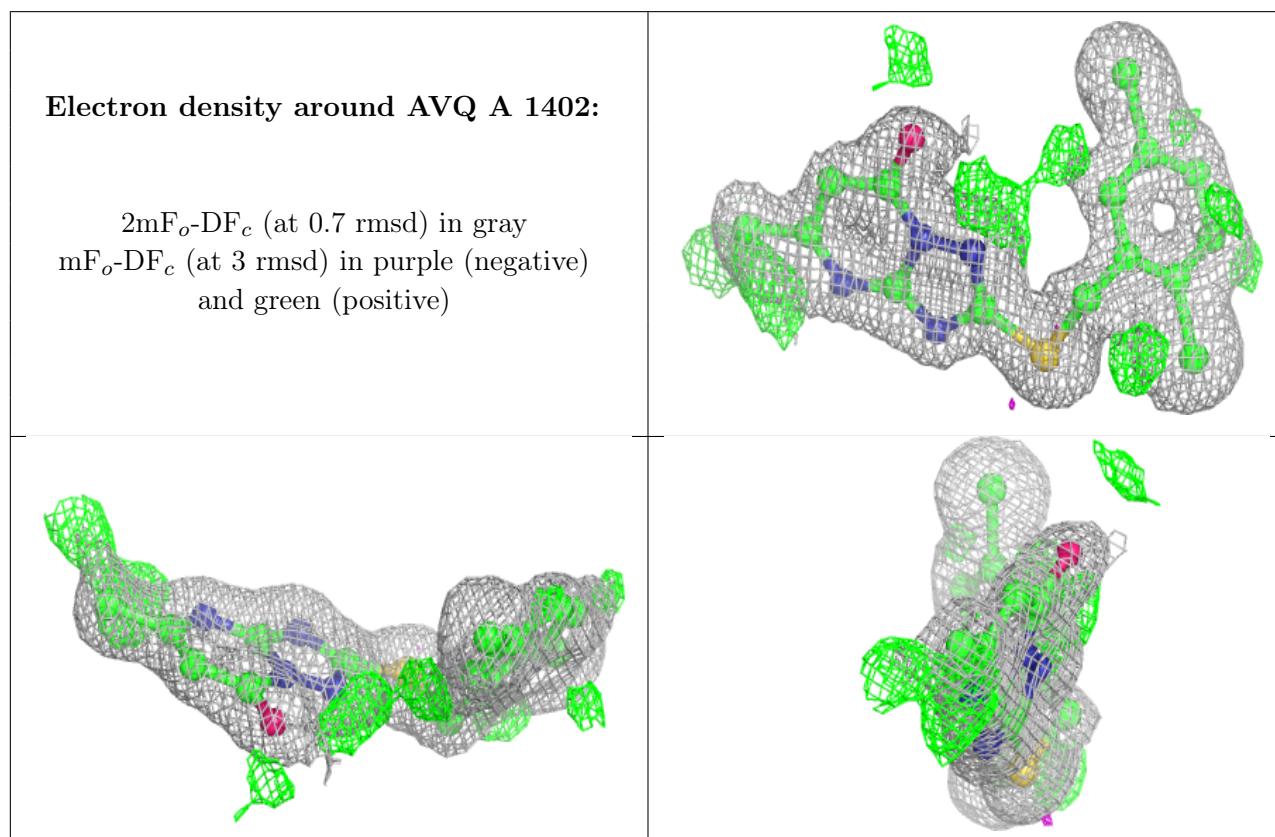 Electron density around AVQ A 1402:
2mFo-DFc (at 0.7 rmsd) in gray
mFo-DFc (at 3 rmsd) in purple (negative)
and green (positive)